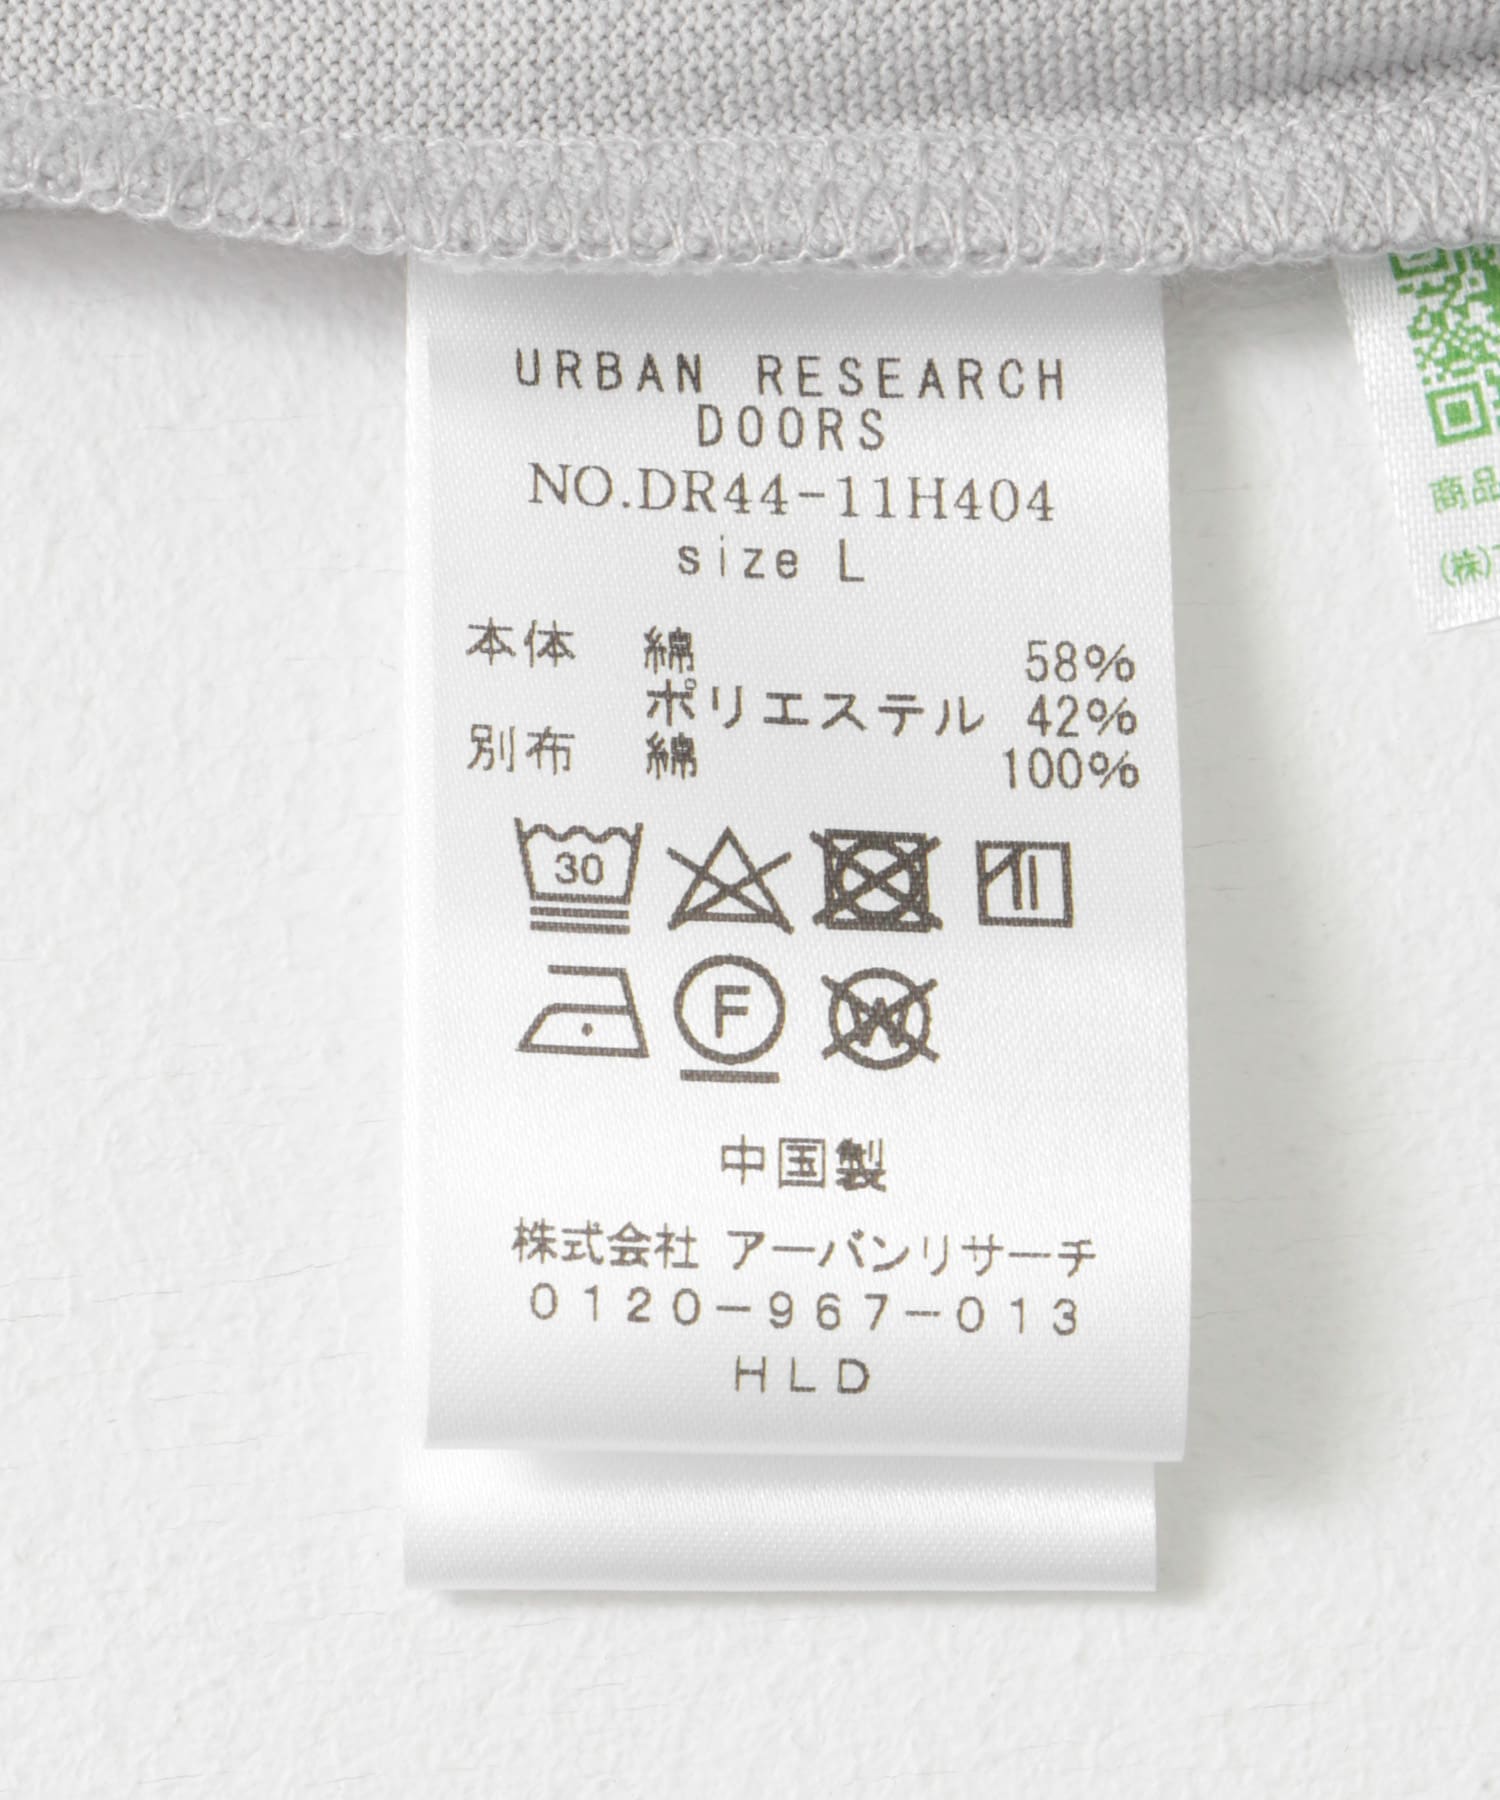 URBAN RESEARCH
DOORS
NO.DR44-11H404
size L
本体 綿 58%
ポリエステル 42%
別布 綿 100%
30
F
W
中国製
株式会社 アーバンリサーチ
0120-967-013
HLD
商品
(株)